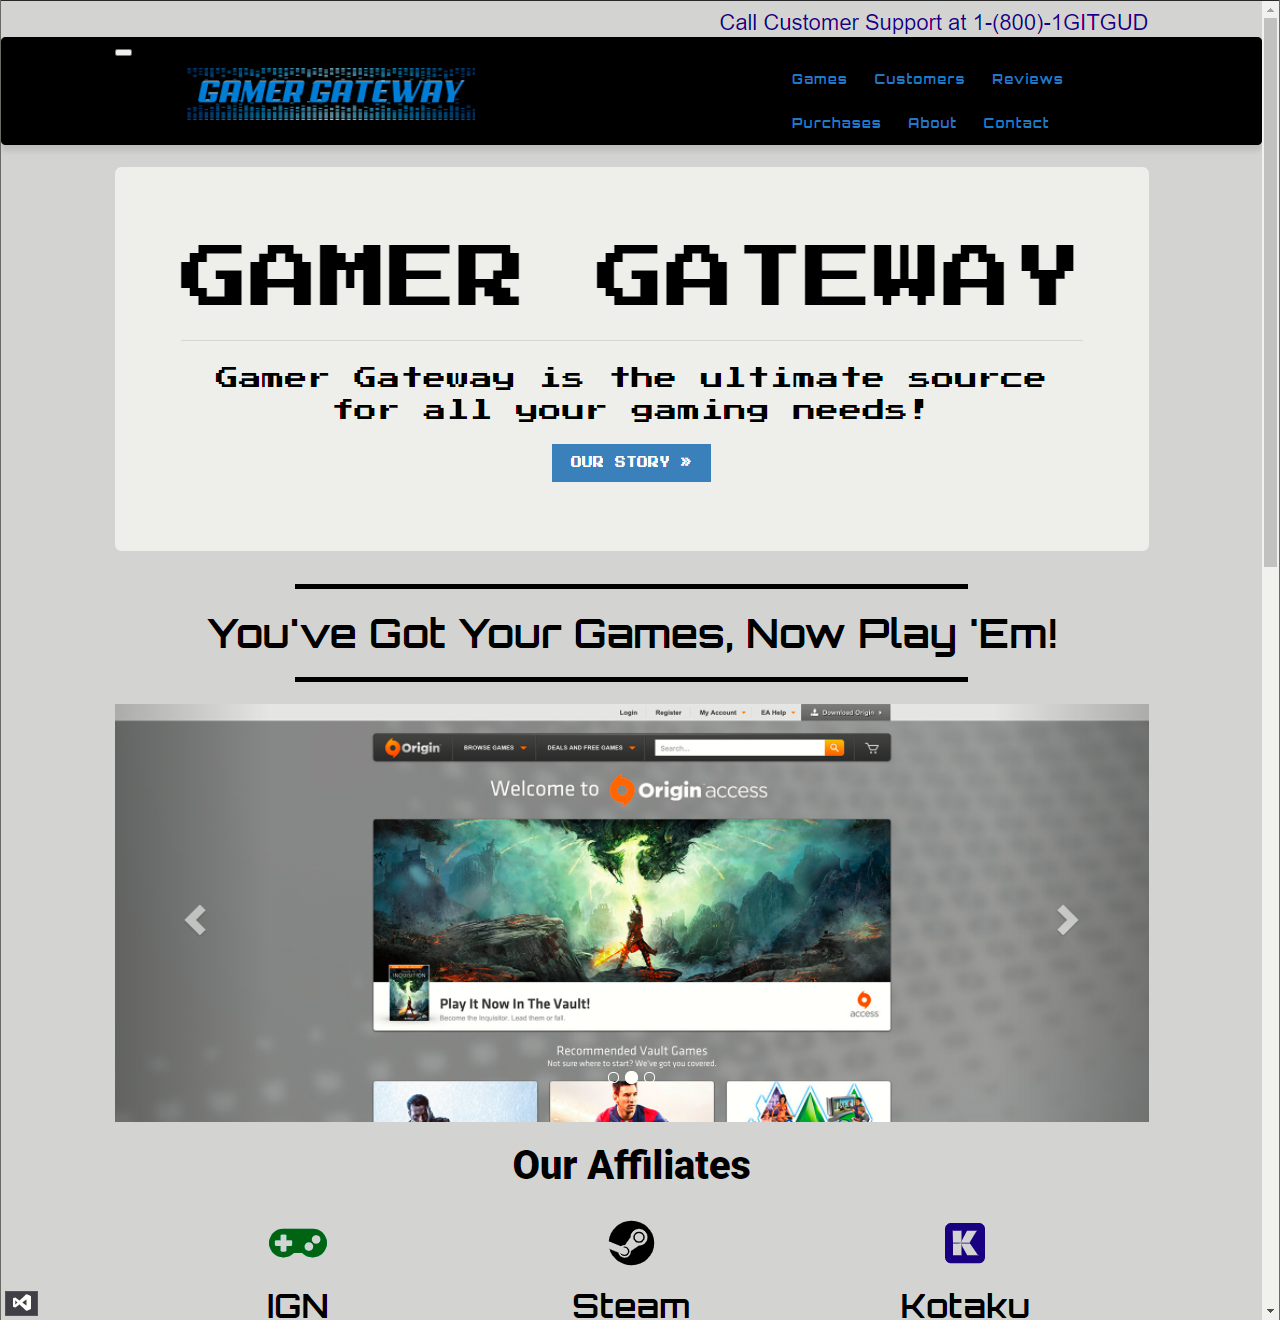 Call Customer Support at 1-(800)-1GITGUD
GAMER GATEWAY
Games Customers Reviews
Purchases About Contact
GAMER GATEWAY
Gamer Gateway is the ultimate source
for all your gaming needs!
OUR STORY »
You've Got Your Games, Now Play 'Em!
Login Register My Account EA Help Download Origin
Origin BROWSE GAMES DEALS AND FREE GAMES Search...
Welcome to Origin access
INQUISITION
Play It Now In The Vault!
Become the Inquisitor. Lead them or fall.
access
Recommended Vault Games
Not sure where to start? We've got you covered.
Our Affiliates
K
IGN Steam Kotaku